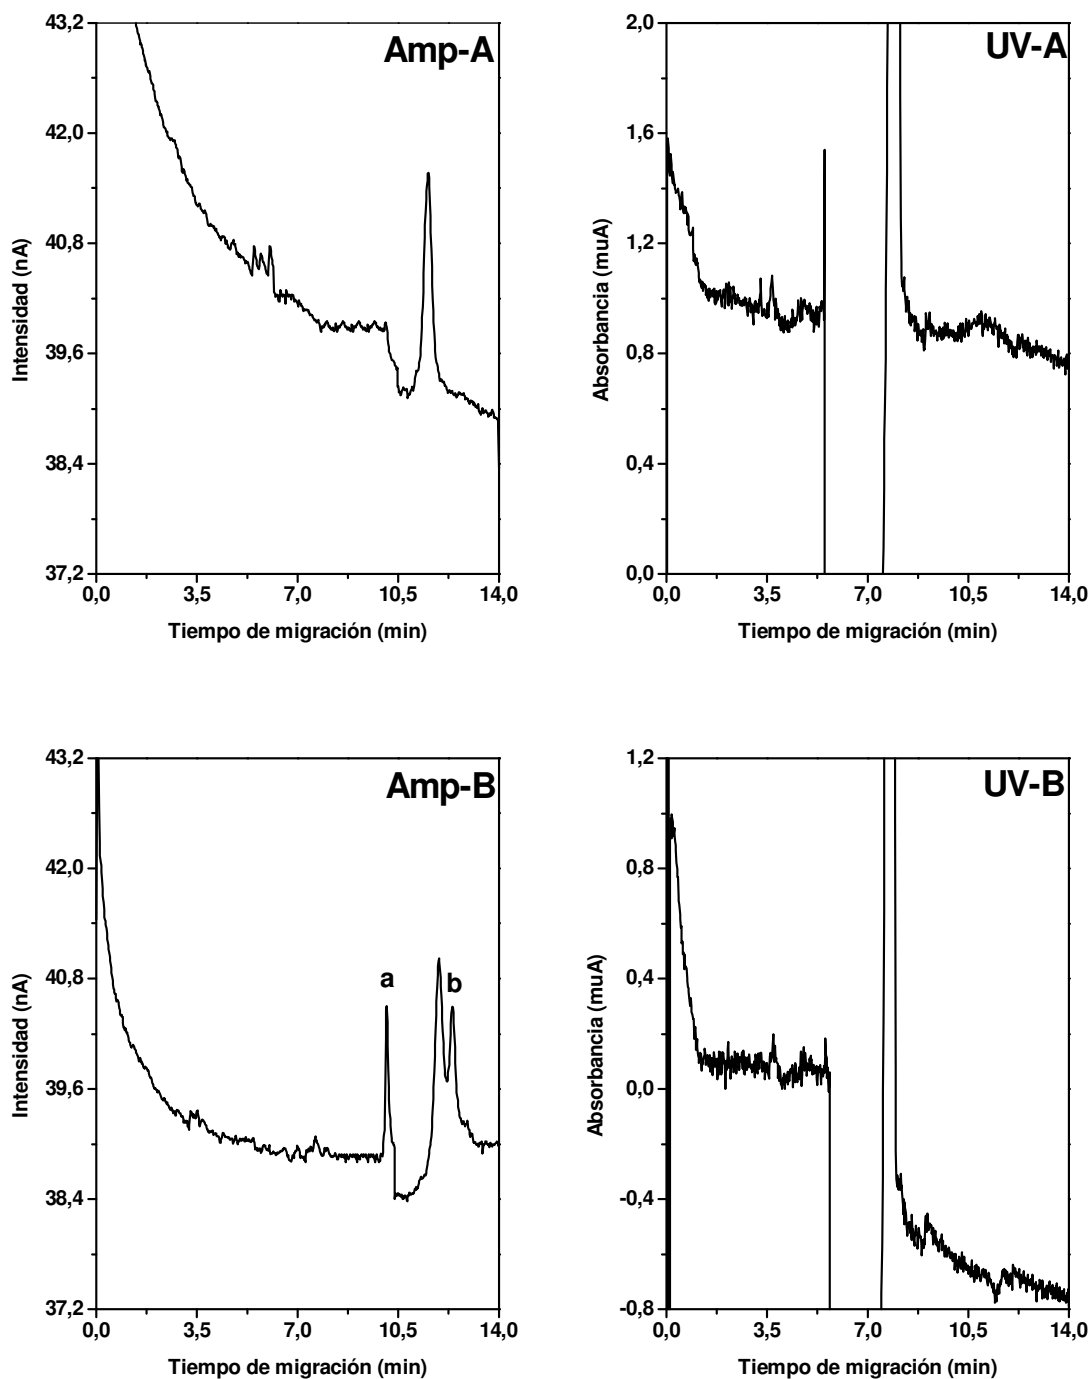 Amp-A
43,2
42,0
40,8
39,6
38,4
37,2
Intensidad (nA)
0,0 3,5 7,0 10,5 14,0
Tiempo de migración (min)
UV-A
2,0
1,6
1,2
0,8
0,4
0,0
Absorbancia (muA)
0,0 3,5 7,0 10,5 14,0
Tiempo de migración (min)
Amp-B
43,2
42,0
40,8
39,6
38,4
37,2
Intensidad (nA)
a
b
0,0 3,5 7,0 10,5 14,0
Tiempo de migración (min)
UV-B
1,2
0,8
0,4
0,0
-0,4
-0,8
Absorbancia (muA)
0,0 3,5 7,0 10,5 14,0
Tiempo de migración (min)